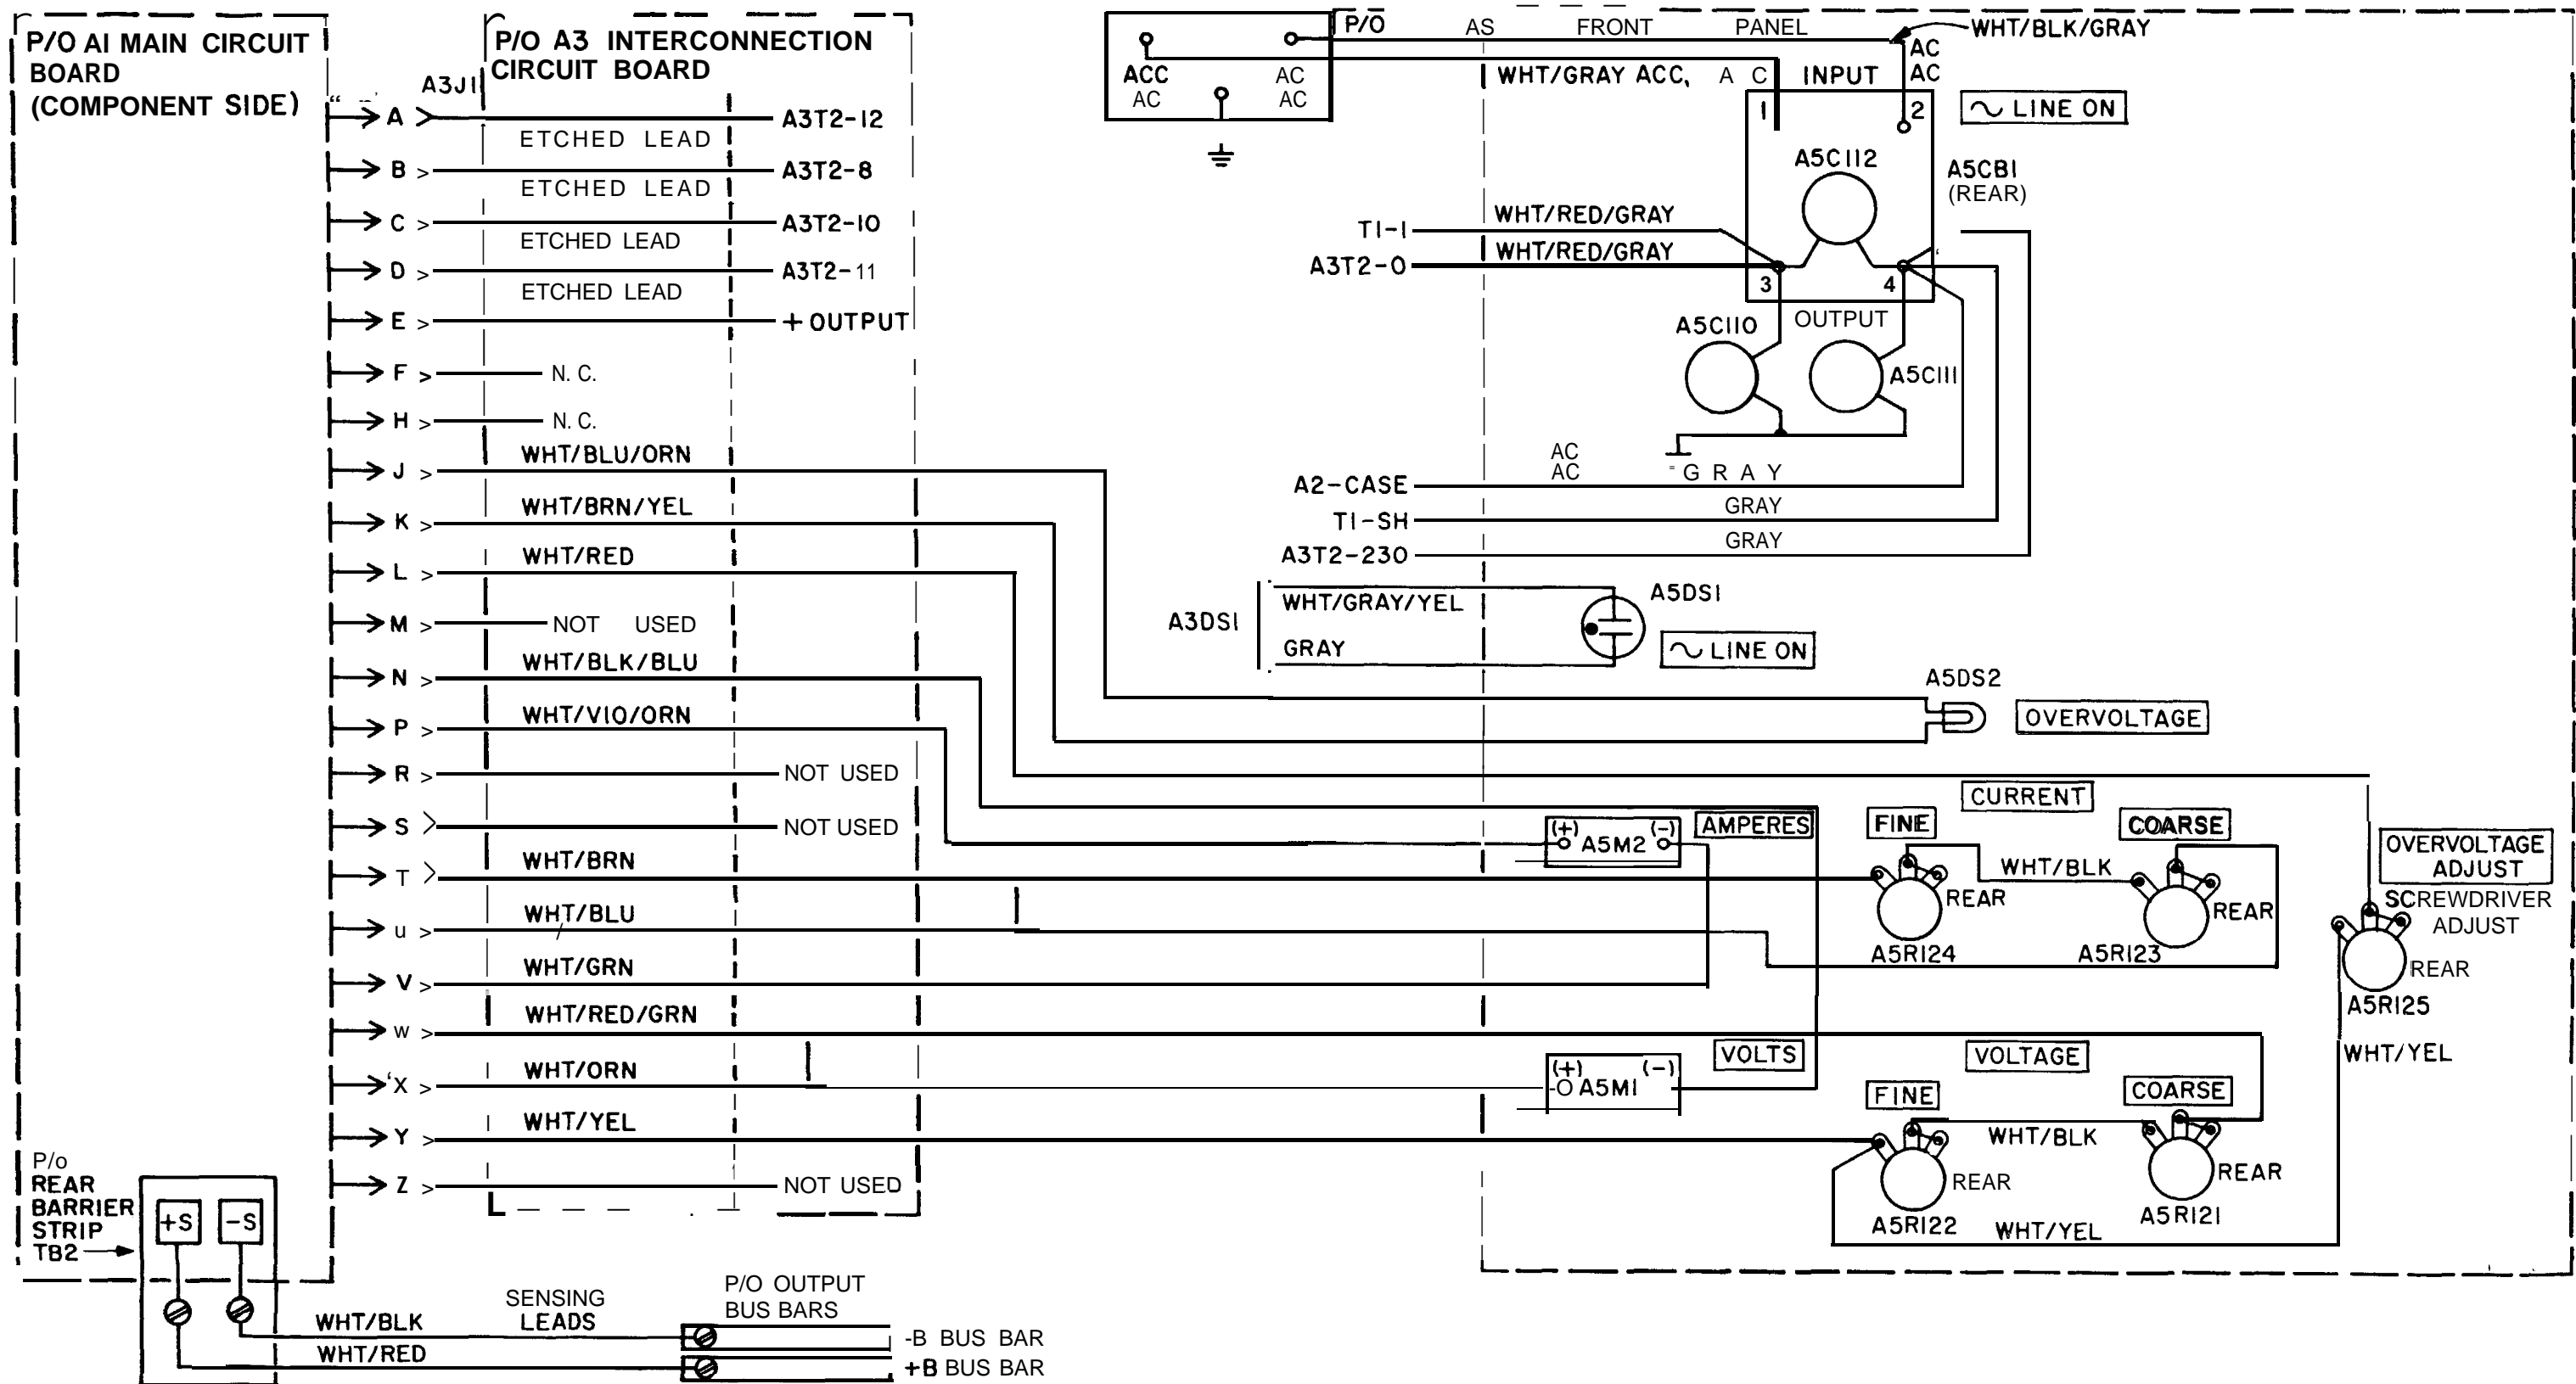 P/O A1 MAIN CIRCUIT
BOARD
(COMPONENT SIDE)
P/O A3 INTERCONNECTION
CIRCUIT BOARD
A3J1
A > A3T2-12
ETCHED LEAD
B > A3T2-8
ETCHED LEAD
C > A3T2-10
ETCHED LEAD
D > A3T2-11
ETCHED LEAD
E > + OUTPUT
F > N.C.
H > N.C.
J > WHT/BLU/ORN
K > WHT/BRN/YEL
L > WHT/RED
M > NOT USED
N > WHT/BLK/BLU
P > WHT/VIO/ORN
R > NOT USED
S > NOT USED
T > WHT/BRN
u > WHT/BLU
V > WHT/GRN
w > WHT/RED/GRN
X > WHT/ORN
Y > WHT/YEL
Z > NOT USED
P/o
REAR
BARRIER
STRIP
TB2
+S -S
WHT/BLK
WHT/RED
SENSING
LEADS
P/O OUTPUT
BUS BARS
-B BUS BAR
+B BUS BAR
P/O AS FRONT PANEL
WHT/BLK/GRAY
ACC
AC
AC
AC
WHT/GRAY ACC, A C INPUT
AC
AC
1 2
LINE ON
A5C112
A5CB1
(REAR)
T1-1 WHT/RED/GRAY
A3T2-0 WHT/RED/GRAY
3 4
OUTPUT
A5C110
A5C111
AC
AC
A2-CASE GRAY
T1-SH GRAY
A3T2-230 GRAY
A3DS1
WHT/GRAY/YEL
GRAY
A5DS1
LINE ON
A5DS2
OVERVOLTAGE
CURRENT
(+) A5M2 (-)
AMPERES
FINE
COARSE
WHT/BLK
REAR
REAR
A5R124
A5R123
OVERVOLTAGE
ADJUST
SCREWDRIVER
ADJUST
REAR
A5R125
WHT/YEL
(+) (-)
-O A5M1
VOLTS
VOLTAGE
FINE
COARSE
WHT/BLK
REAR
REAR
A5R122
A5R121
WHT/YEL